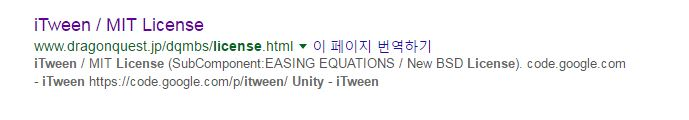 iTween / MIT License
www.dragonquest.jp/dqmbs/license.html ▼ 이 페이지 번역하기
iTween / MIT License (SubComponent:EASING EQUATIONS / New BSD License). code.google.com
- iTween https://code.google.com/p/itween/ Unity - iTween